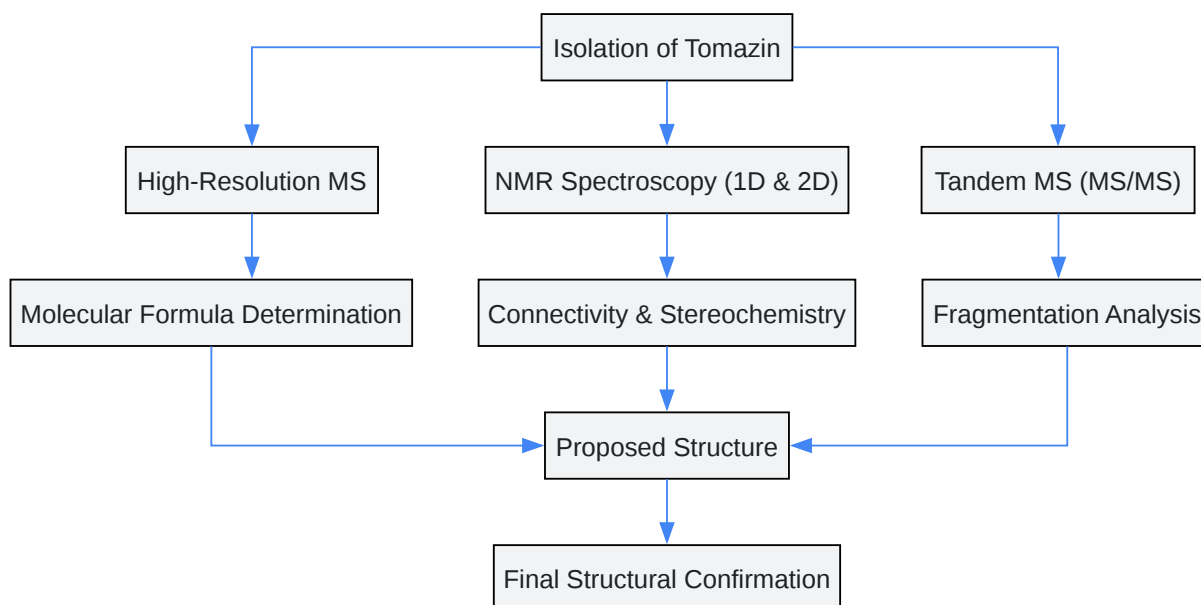 Isolation of Tomazin
High-Resolution MS
NMR Spectroscopy (1D & 2D)
Tandem MS (MS/MS)
Molecular Formula Determination
Connectivity & Stereochemistry
Fragmentation Analysis
Proposed Structure
Final Structural Confirmation